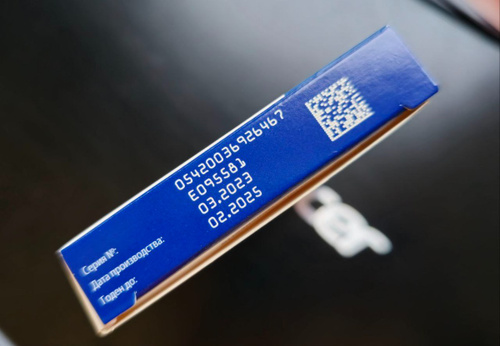 05420036926467
E095581
03.2023
02.2025
Серия №:
Дата производства:
Годен до: